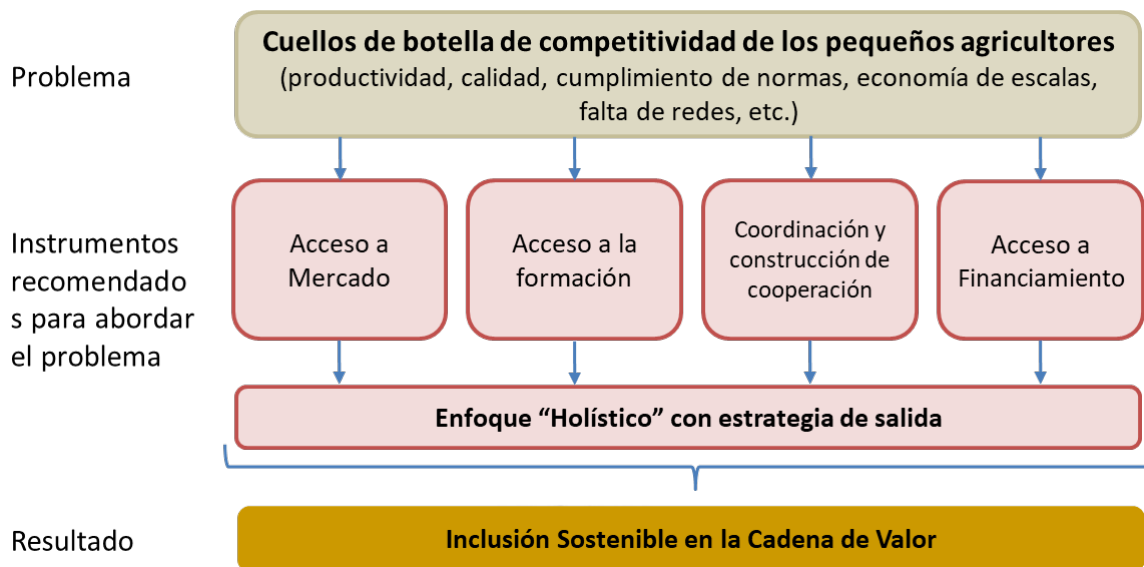 Problema
Cuellos de botella de competitividad de los pequeños agricultores
(productividad, calidad, cumplimiento de normas, economía de escalas,
falta de redes, etc.)
Instrumentos
recomendado
s para abordar
el problema
Acceso a
Mercado
Acceso a la
formación
Coordinación y
construcción de
cooperación
Acceso a
Financiamiento
Enfoque “Holístico” con estrategia de salida
Resultado
Inclusión Sostenible en la Cadena de Valor